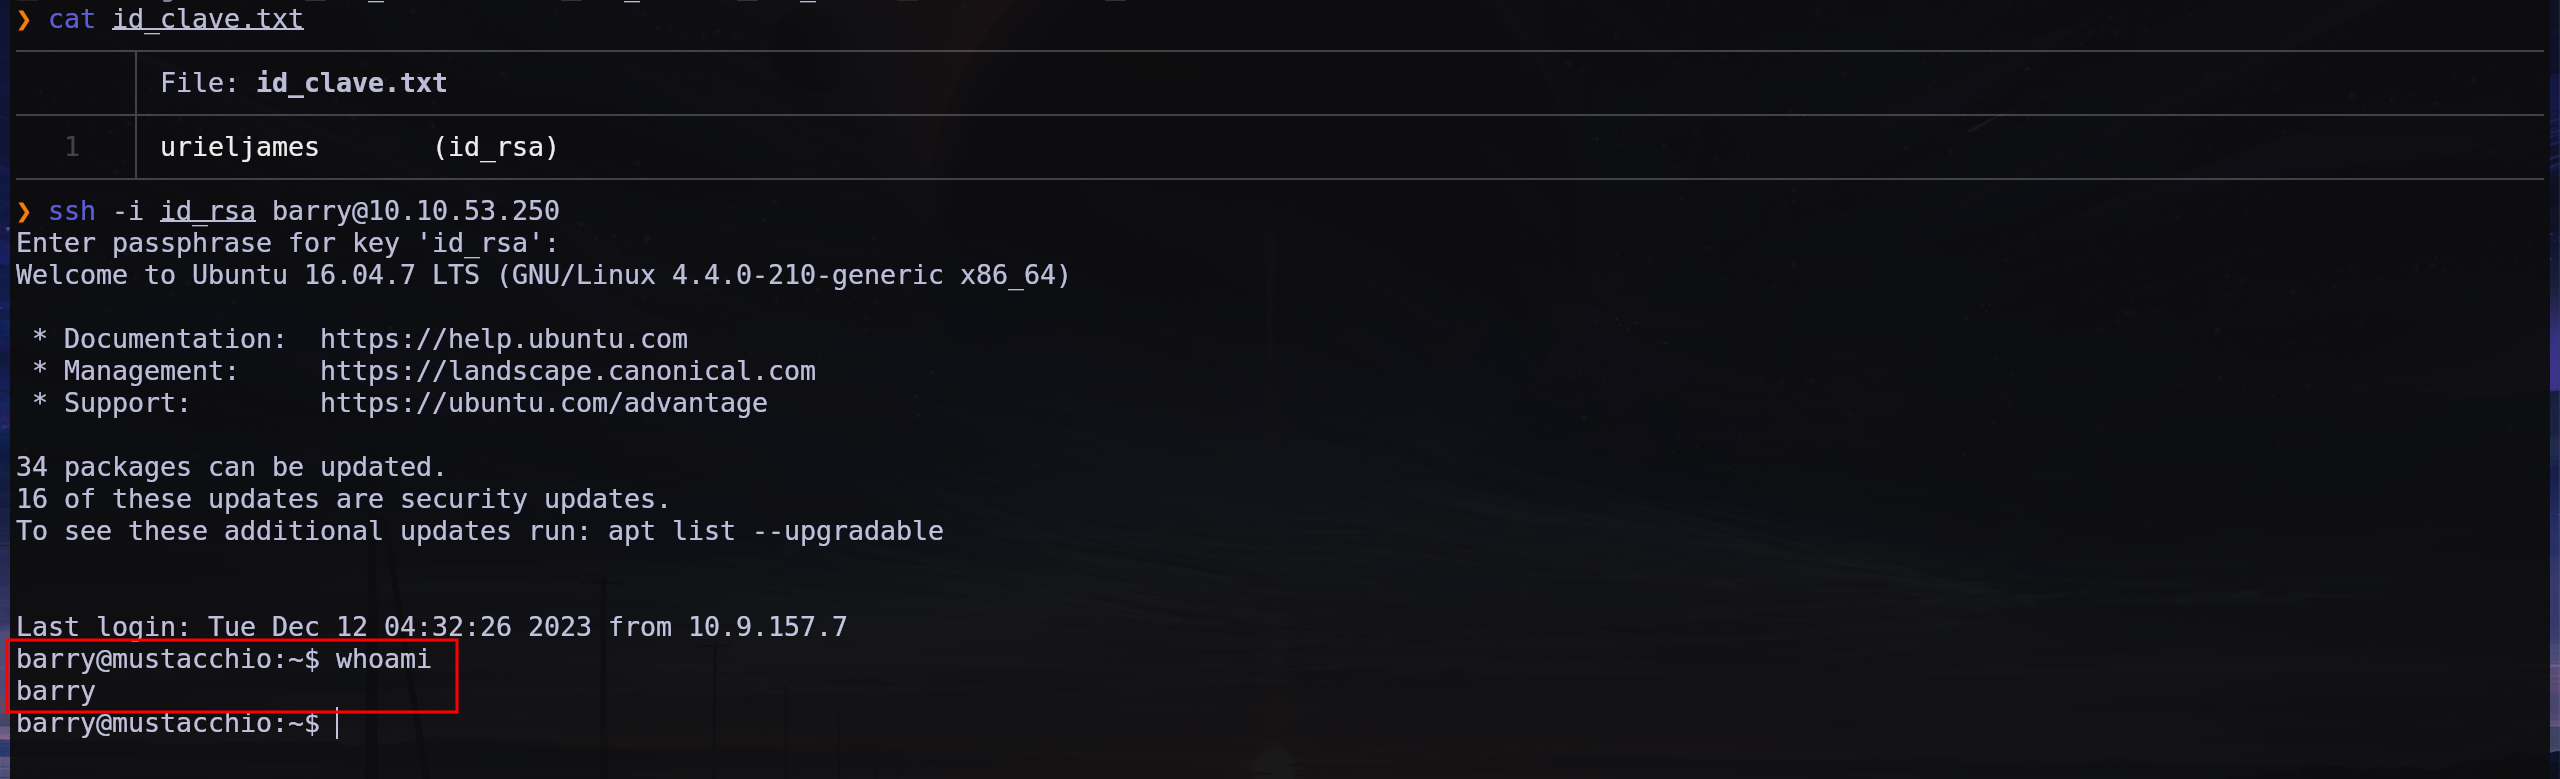 ❯ cat id_clave.txt
File: id_clave.txt
1 urieljames (id_rsa)
❯ ssh -i id_rsa barry@10.10.53.250
Enter passphrase for key 'id_rsa':
Welcome to Ubuntu 16.04.7 LTS (GNU/Linux 4.4.0-210-generic x86_64)
* Documentation: https://help.ubuntu.com
* Management: https://landscape.canonical.com
* Support: https://ubuntu.com/advantage
34 packages can be updated.
16 of these updates are security updates.
To see these additional updates run: apt list --upgradable
Last login: Tue Dec 12 04:32:26 2023 from 10.9.157.7
barry@mustacchio:~$ whoami
barry
barry@mustacchio:~$